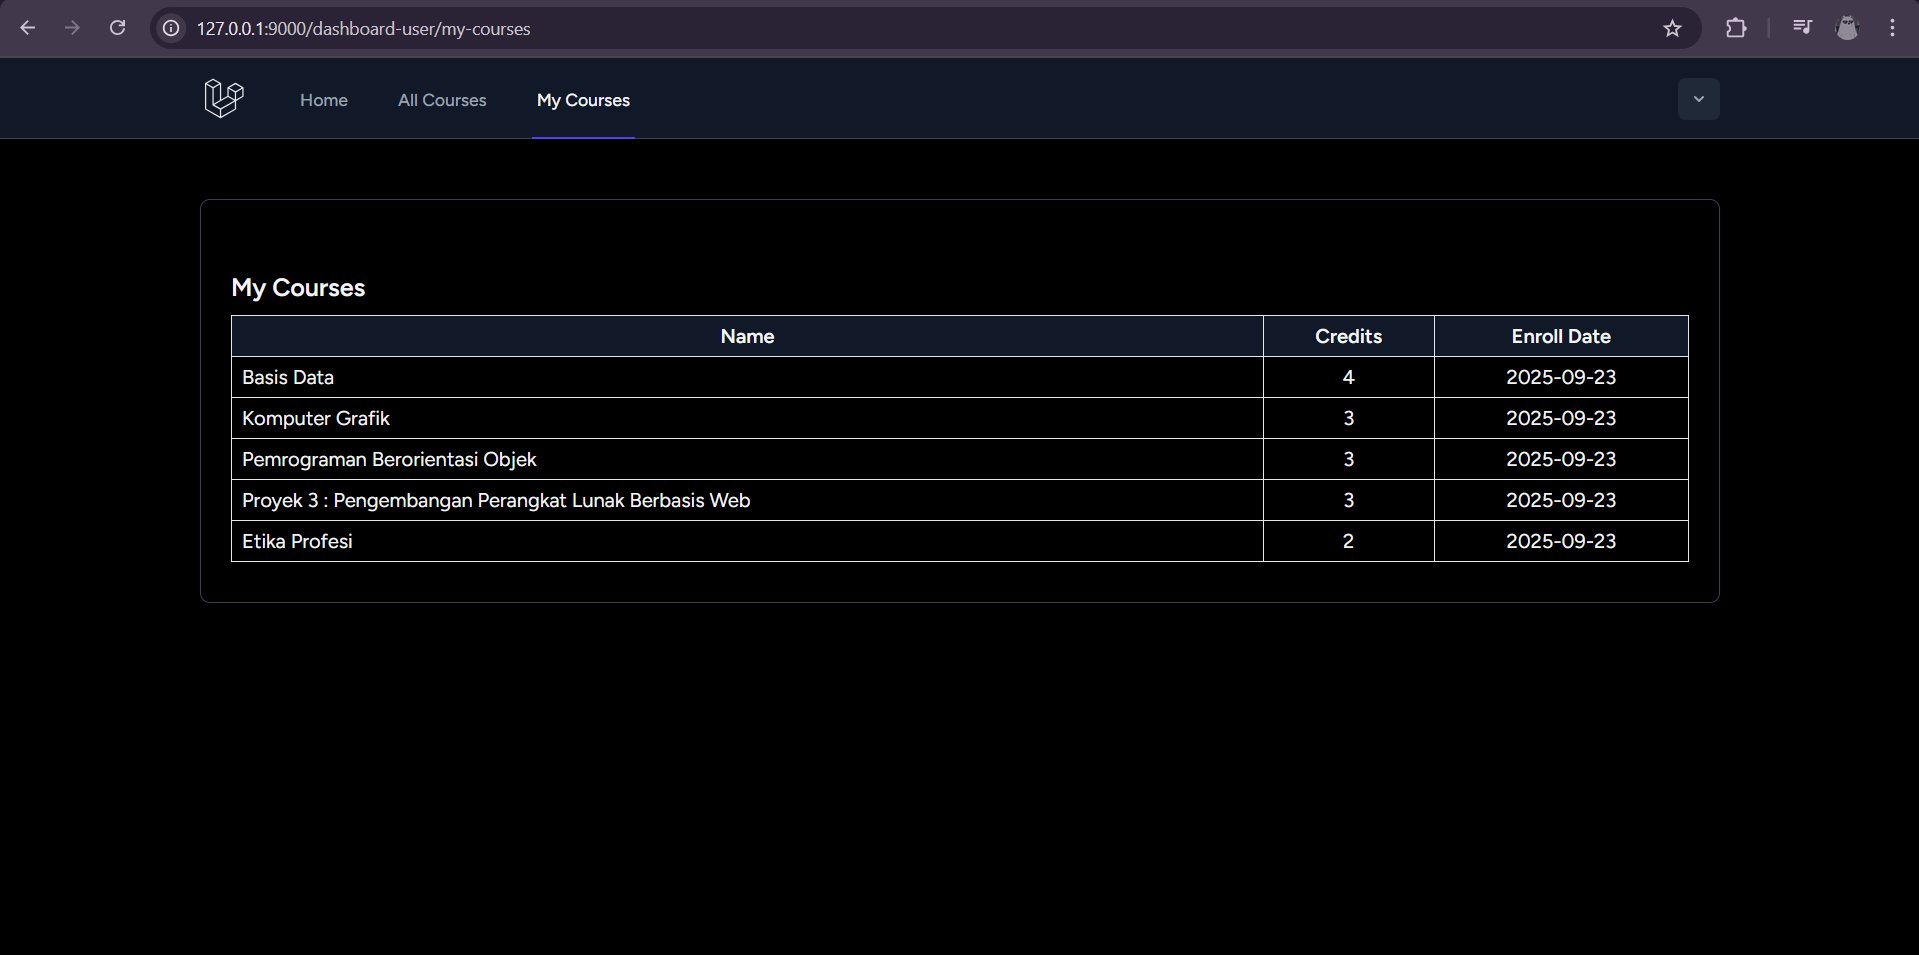 127.0.0.1:9000/dashboard-user/my-courses
Home All Courses My Courses
My Courses
Name Credits Enroll Date
Basis Data 4 2025-09-23
Komputer Grafik 3 2025-09-23
Pemrograman Berorientasi Objek 3 2025-09-23
Proyek 3 : Pengembangan Perangkat Lunak Berbasis Web 3 2025-09-23
Etika Profesi 2 2025-09-23